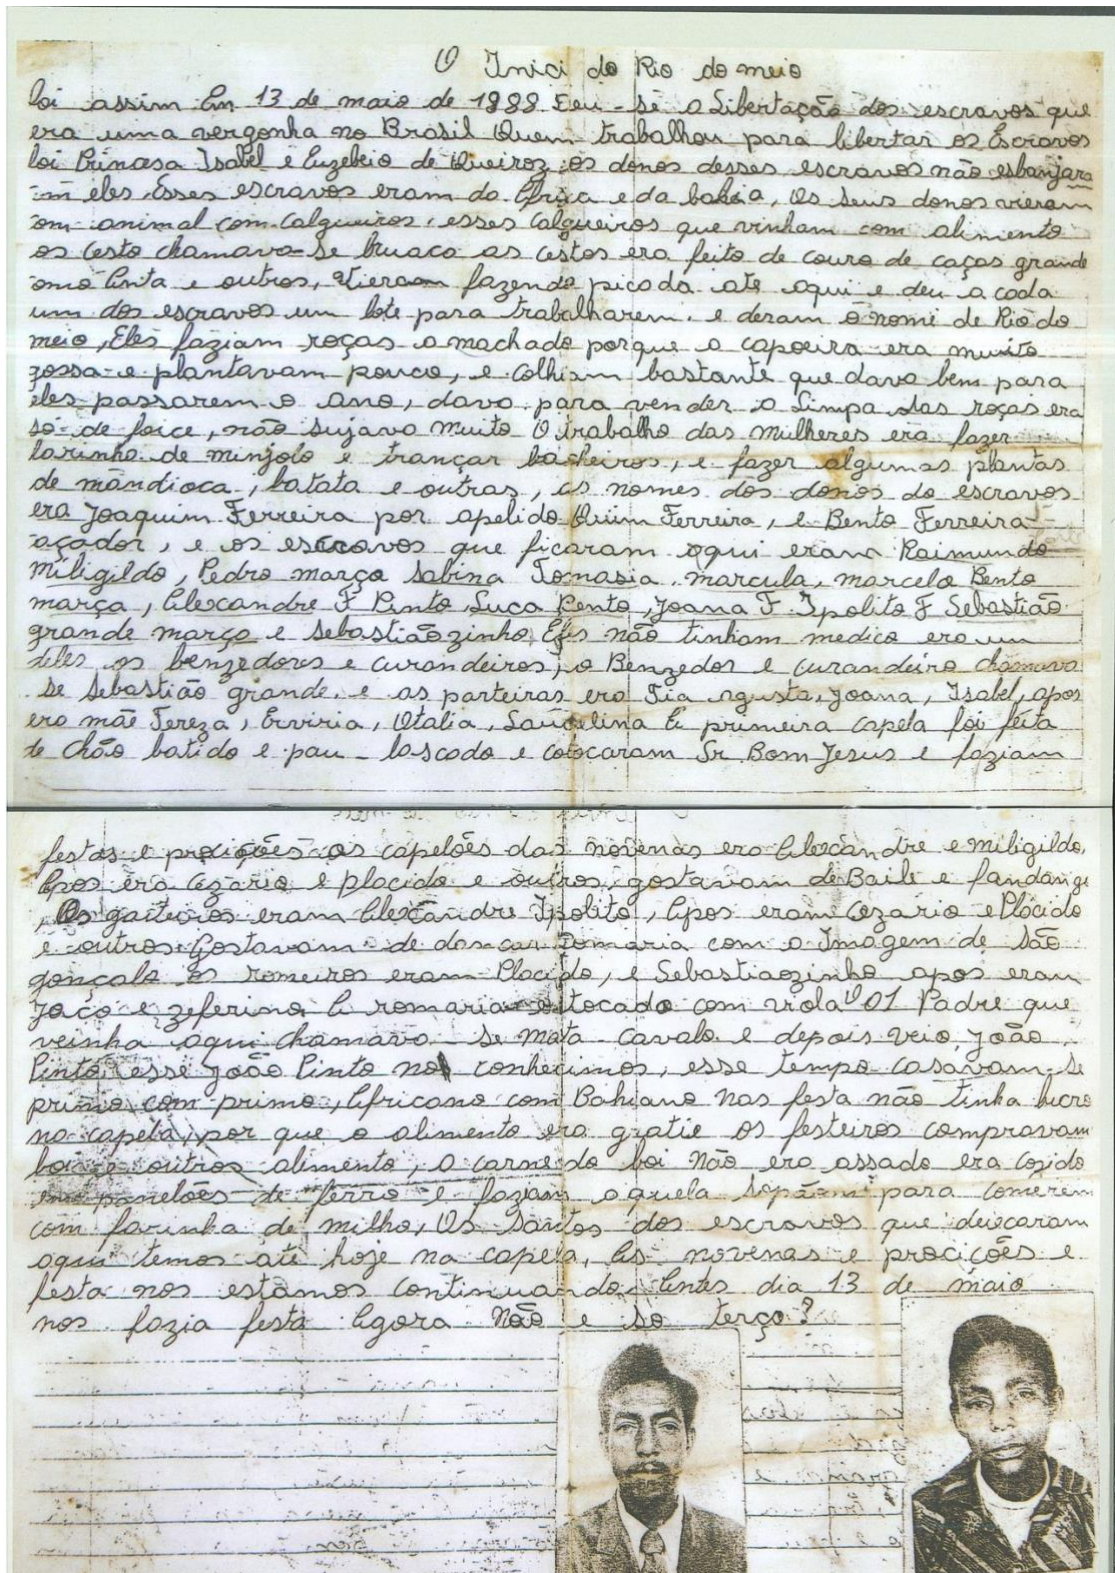 O Inici do Rio do meio
foi assim Em 13 de maio de 1888 Deu-se a Libertação dos escravos que
era uma vergonha no Brasil Quem trabalhou para libertar os Escravos
foi Princesa Isabel e Euzebeio de Queiroz os donos desses escravos não esbanjara
m eles. Esses escravos eram da África e da bahia, Os seus donos vieram
om animal com Calgueiros, esses Calgueiros que vinham com alimento
os cesto chamava-se bruaca as cestos era feito de couro de caças grande
omo Anta e outros, Vieram fazendo picada ate aqui e deu a cada
um dos escravos um lote para trabalharem. e deram o nome de Rio do
meio, Eles faziam roças a machado porque a capoeira era muito
gossa e plantavam pouco, e colhiam bastante que dava bem para
eles passarem o ano, dava para vender a Limpa das roças era
só de foice, não sujava muito O trabalho das mulheres era fazer
farinha de minjolo e trançar bacheiros, e fazer algumas plantas
de mândioca, batata e outras, os nomes dos donos do escravos
era Joaquim Ferreira por apelido Quim Ferreira, e Bento Ferreira
açador, e os escravos que ficaram aqui eram Raimundo
Miligildo, Pedro março Sabina Tomasia. marcula, marcelo Bento
março, Alexandre F Pinto Luca Pento, Joana F. Ipolito F Sebastião
grande março e Sebastiãozinho Eles não tinham medico era um
deles os benzedores e curandeiros, o Benzedor e curandeiro chamava
se Sebastião grande, e as parteiras era Tia Agusta, Joana, Isabel, apos
era mãe Tereza, Erviria, Otalia, Laudelina A primeira capela foi feita
de Chão batido e pau-lascado e colocaram Sr. Bom Jesus e faziam
festas e procições os capelões das novenas era Alexandre e Miligildo,
Apos era Cezário e placido e outros, gostavam de Baile e fandango
, Os gaiteiros eram Alexandre Ipolito, Apos eram Cezario e Plácido
e outros Gostavam de dançar Romaria com a Imagem de São
gonçalo os romeiros eram Placido, e Sebastiaozinho apos eram
Jaco e zeferino A romaria tocado com viola O 01 Padre que
veinha aqui chamava-se Mata Cavalo e depois veio, João
Pinto esse João Pinto nos conhecimos, esse tempo casavam-se
primo com primo, Africano com Bahiano Nas festa não tinha lucro
na capela, por que o alimento era gratie os festeiros compravam
boi e outros alimento, a carne do boi não era assado era cozido
em panelões de ferro e faziam aquela sopa para comerem
com farinha de milho, Os santos dos escravos que deixaram
aqui temos até hoje na capela, As novenas e procições e
festa nos estamos continuando. Antes dia 13 de maio
nos fazia festa Agora Não e só terço?